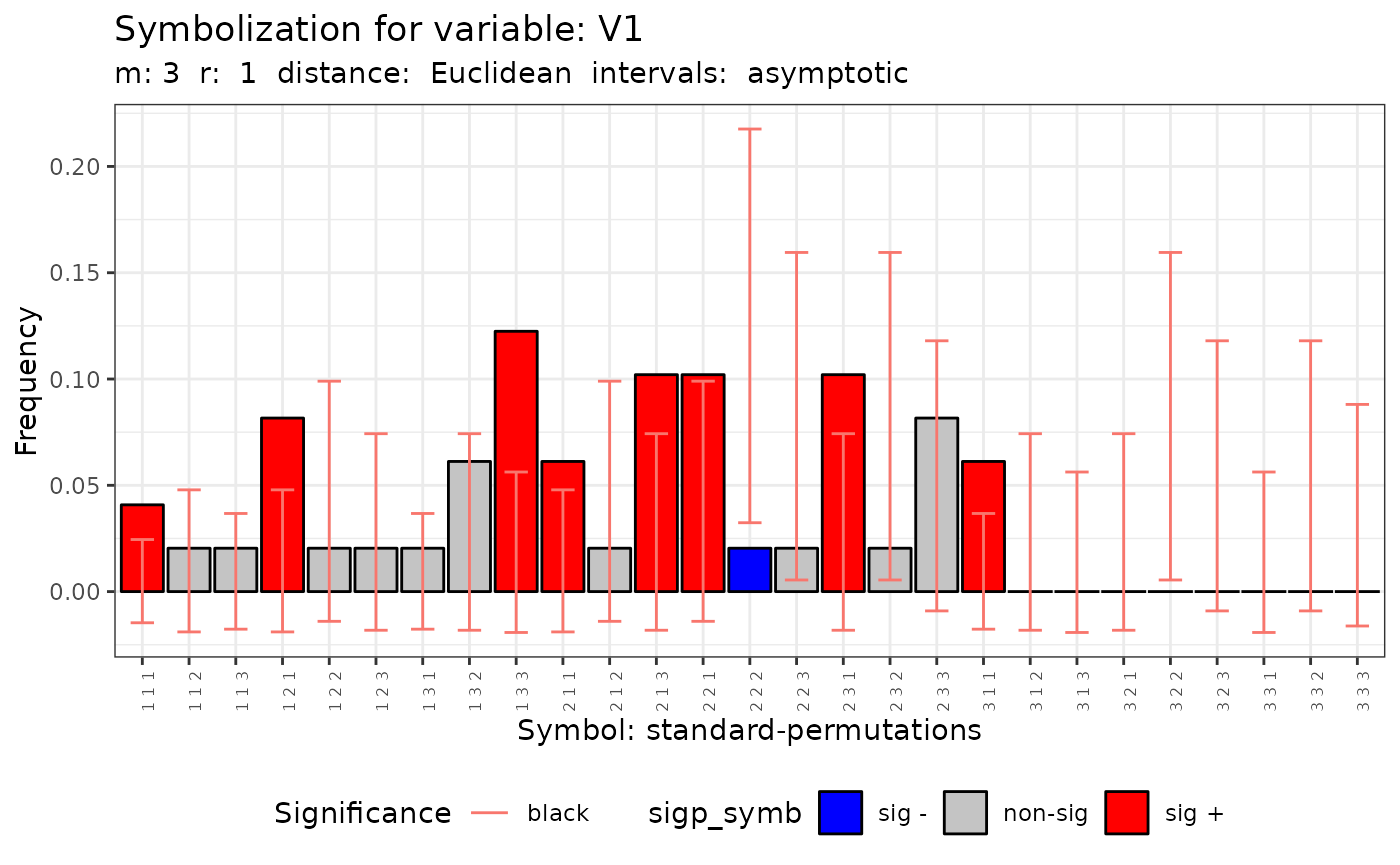 Symbolization for variable: V1
m: 3 r: 1 distance: Euclidean intervals: asymptotic
Frequency
0.20
0.15
0.10
0.05
0.00
1 1 1
1 1 2
1 1 3
1 2 1
1 2 2
1 2 3
1 3 1
1 3 2
1 3 3
2 1 1
2 1 2
2 1 3
2 2 1
2 2 2
2 2 3
2 3 1
2 3 2
2 3 3
3 1 1
3 1 2
3 1 3
3 2 1
3 2 2
3 2 3
3 3 1
3 3 2
3 3 3
Symbol: standard-permutations
Significance black sigp_symb sig - non-sig sig +